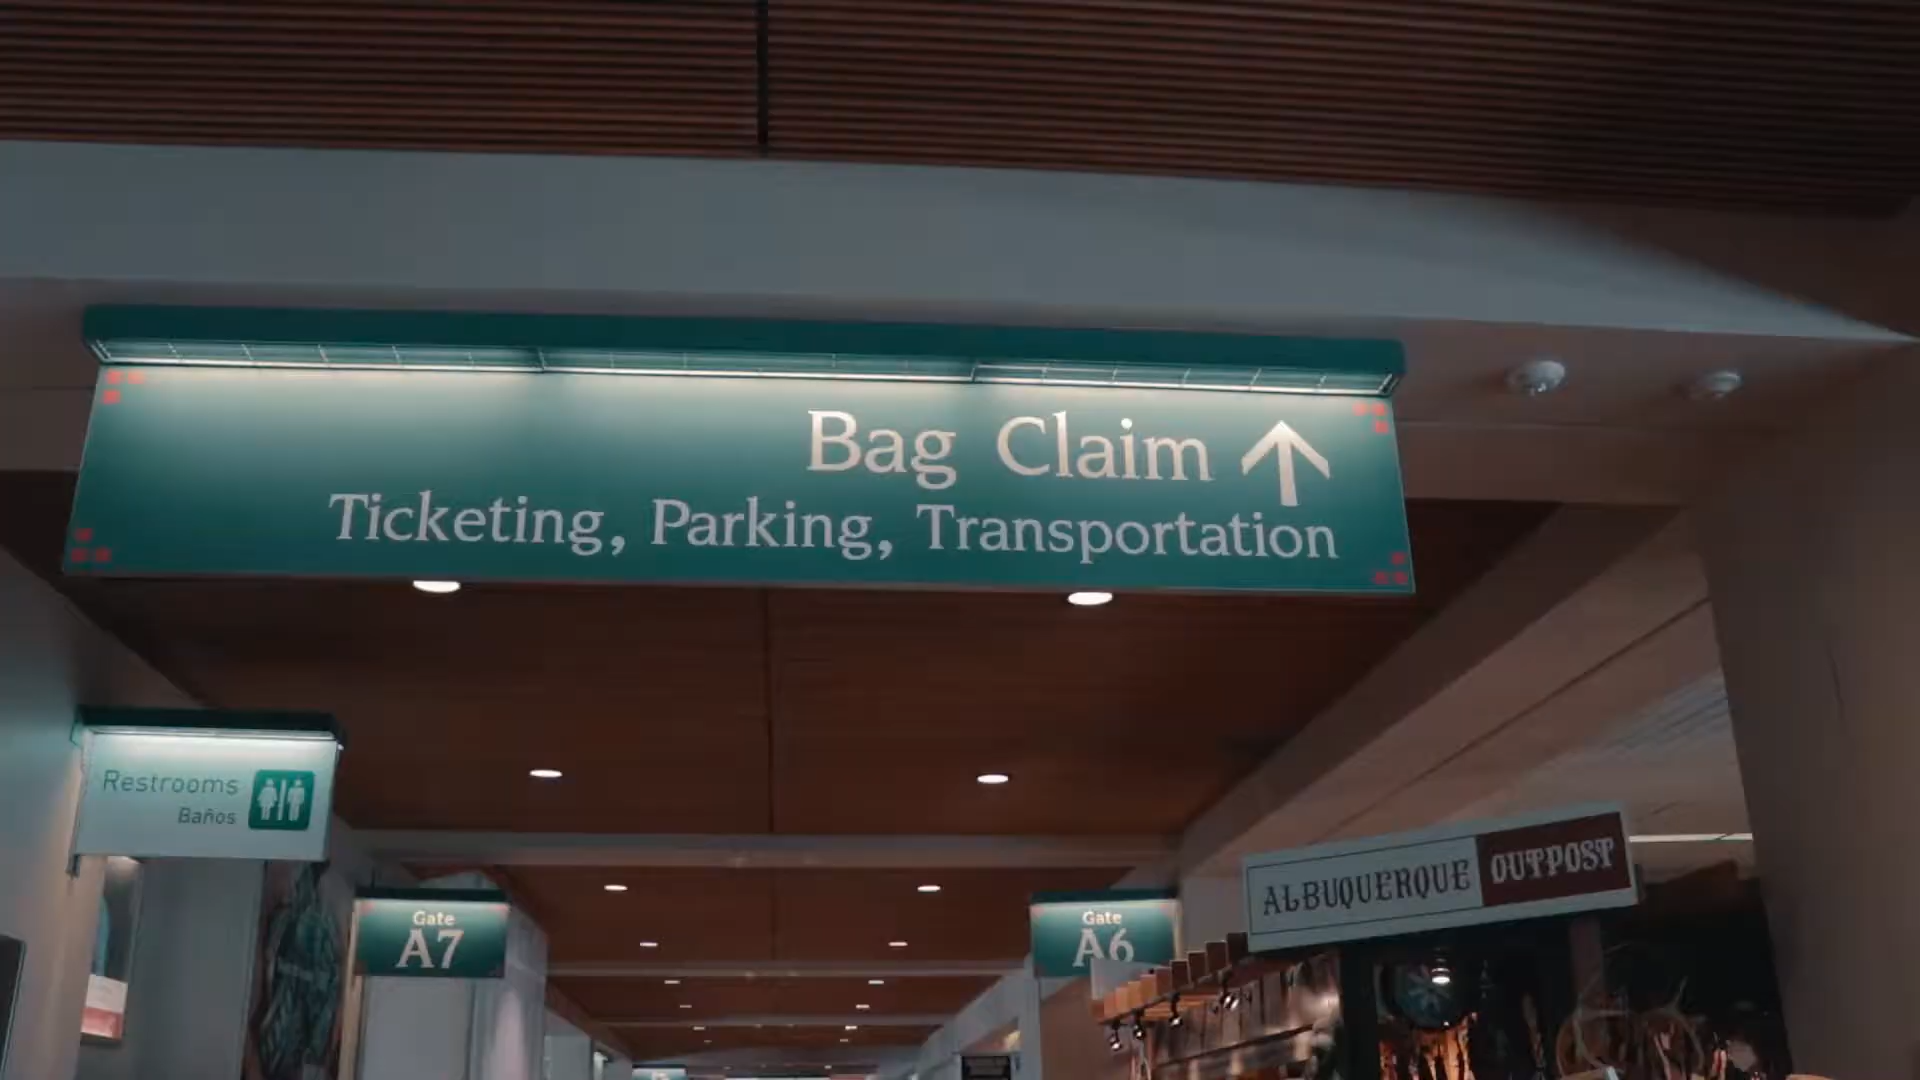 Bag Claim ↑
Ticketing, Parking, Transportation
Restrooms
Baños
Gate
A7
Gate
A6
ALBUQUERQUE OUTPOST